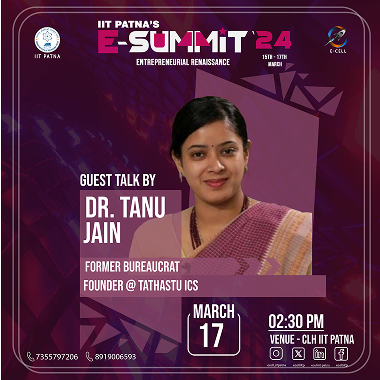 IIT PATNA'S
E-SUMMIT '24
ENTREPRENEURIAL RENAISSANCE
15TH - 17TH
MARCH
IIT PATNA
E-CELL
GUEST TALK BY
DR. TANU
JAIN
FORMER BUREAUCRAT
FOUNDER @ TATHASTU ICS
MARCH
17
02:30 PM
VENUE - CLH IIT PATNA
7355797206
8919006593